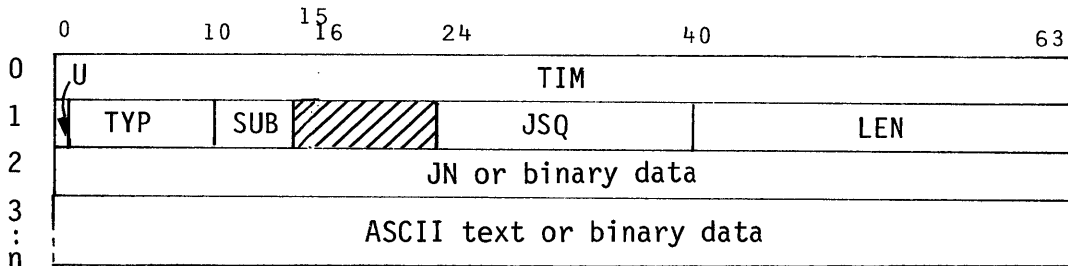 15
0 10 16 24 40 63
0 U TIM
1 TYP SUB JSQ LEN
2 JN or binary data
3
:
n ASCII text or binary data